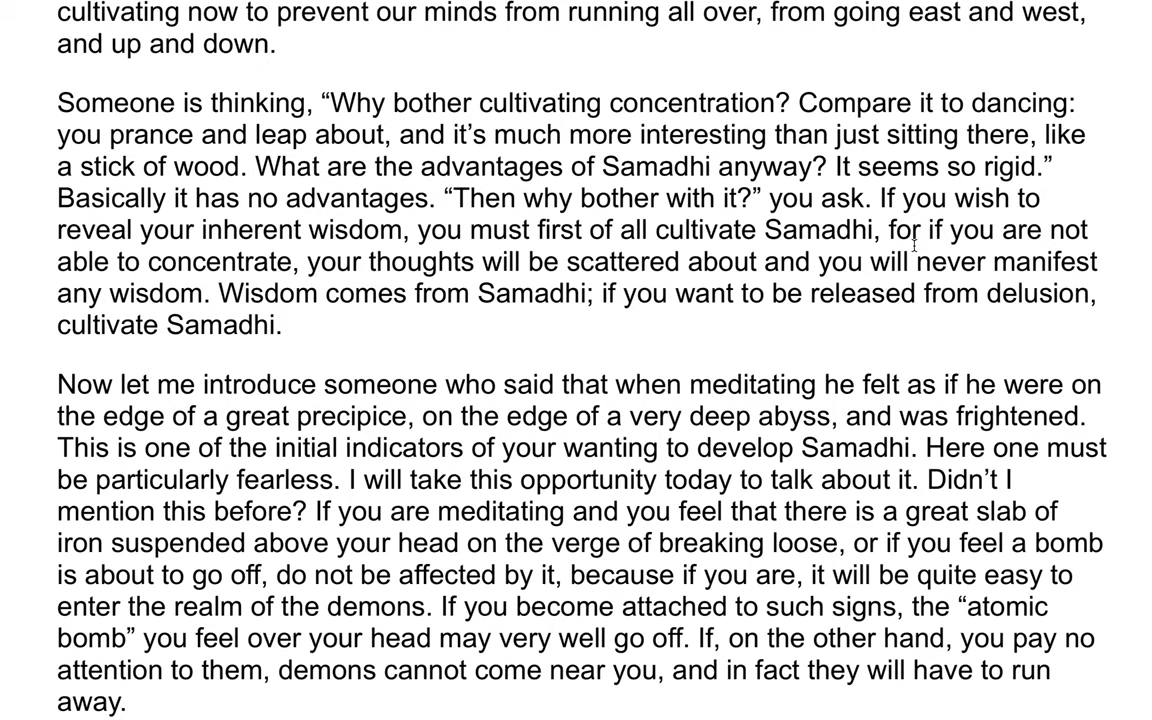 cultivating now to prevent our minds from running all over, from going east and west,
and up and down.
Someone is thinking, “Why bother cultivating concentration? Compare it to dancing:
you prance and leap about, and it’s much more interesting than just sitting there, like
a stick of wood. What are the advantages of Samadhi anyway? It seems so rigid.”
Basically it has no advantages. “Then why bother with it?” you ask. If you wish to
reveal your inherent wisdom, you must first of all cultivate Samadhi, for if you are not
able to concentrate, your thoughts will be scattered about and you will never manifest
any wisdom. Wisdom comes from Samadhi; if you want to be released from delusion,
cultivate Samadhi.
Now let me introduce someone who said that when meditating he felt as if he were on
the edge of a great precipice, on the edge of a very deep abyss, and was frightened.
This is one of the initial indicators of your wanting to develop Samadhi. Here one must
be particularly fearless. I will take this opportunity today to talk about it. Didn’t I
mention this before? If you are meditating and you feel that there is a great slab of
iron suspended above your head on the verge of breaking loose, or if you feel a bomb
is about to go off, do not be affected by it, because if you are, it will be quite easy to
enter the realm of the demons. If you become attached to such signs, the “atomic
bomb” you feel over your head may very well go off. If, on the other hand, you pay no
attention to them, demons cannot come near you, and in fact they will have to run
away.